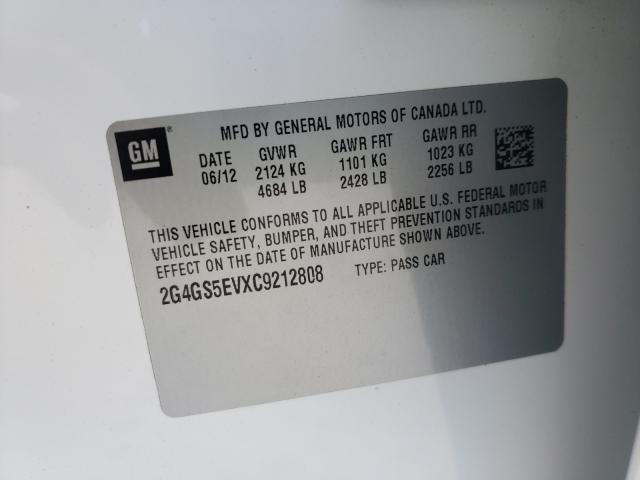 MFD BY GENERAL MOTORS OF CANADA LTD.
GM®
DATE GVWR GAWR FRT GAWR RR
06/12 2124 KG 1101 KG 1023 KG
4684 LB 2428 LB 2256 LB
THIS VEHICLE CONFORMS TO ALL APPLICABLE U.S. FEDERAL MOTOR
VEHICLE SAFETY, BUMPER, AND THEFT PREVENTION STANDARDS IN
EFFECT ON THE DATE OF MANUFACTURE SHOWN ABOVE.
2G4GS5EVXC9212808 TYPE: PASS CAR